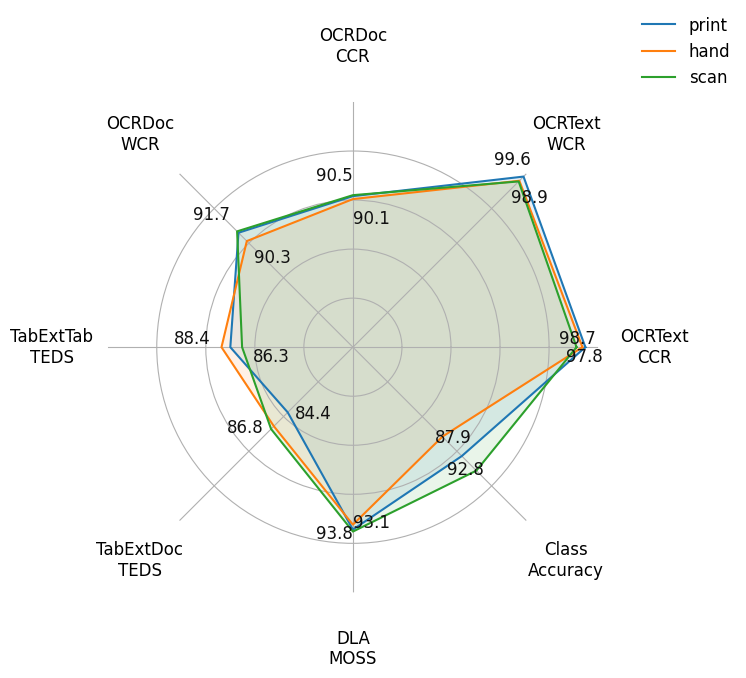 print
hand
scan
OCRDoc
CCR
OCRDoc
WCR
OCRText
WCR
99.6
90.5
98.9
91.7
90.1
90.3
TabExtTab
TEDS
88.4
86.3
98.7
97.8
OCRText
CCR
84.4
86.8
87.9
92.8
93.1
93.8
TabExtDoc
TEDS
Class
Accuracy
DLA
MOSS